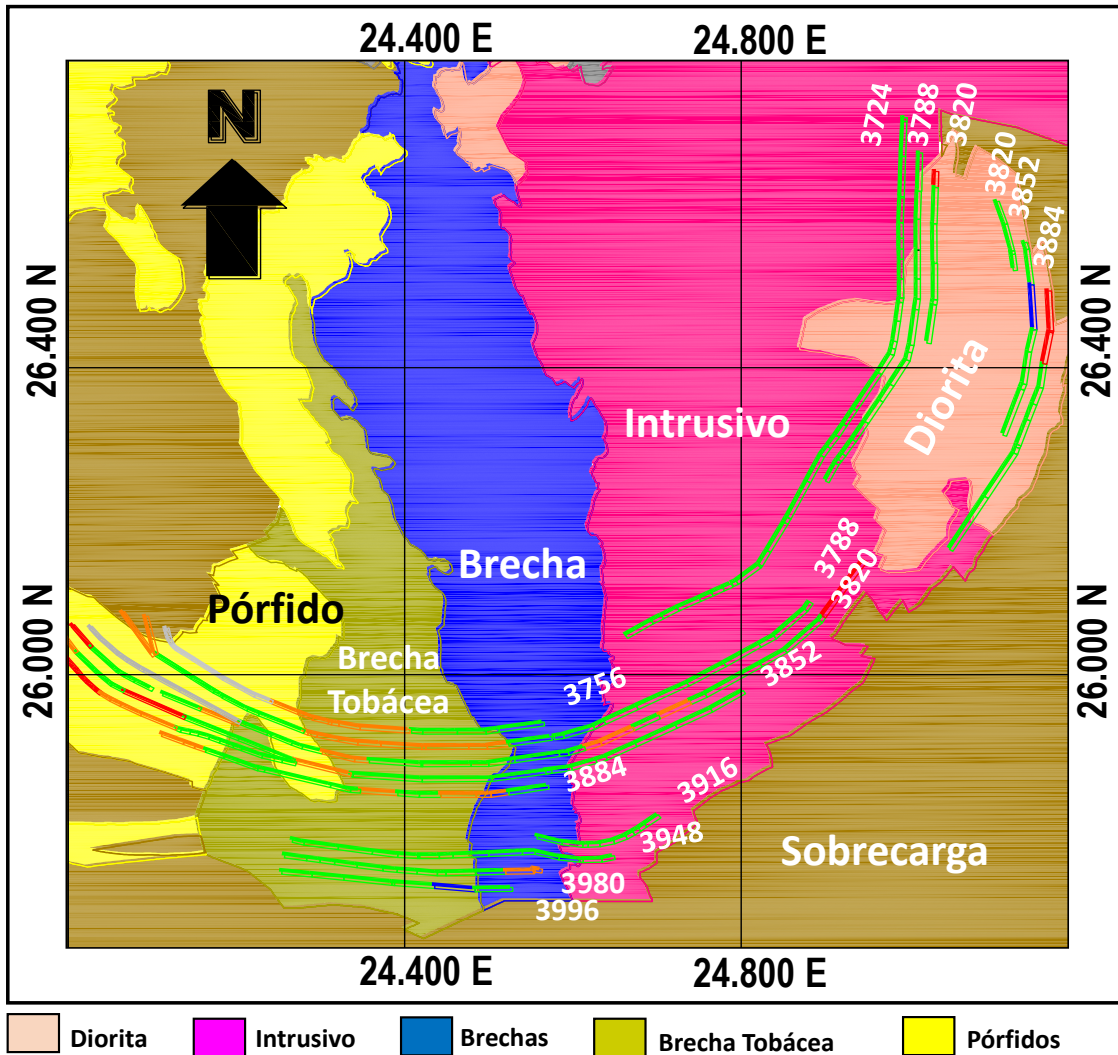 24.400 E
24.800 E
N
3724
3788
3820
3820
3852
3884
26.400 N
26.400 N
Diorita
Intrusivo
Brecha
Pórfido
3788
3820
26.000 N
26.000 N
Brecha
Tobácea
3756
3852
3884
3916
3948
Sobrecarga
3980
3996
24.400 E
24.800 E
Diorita
Intrusivo
Brechas
Brecha Tobácea
Pórfidos